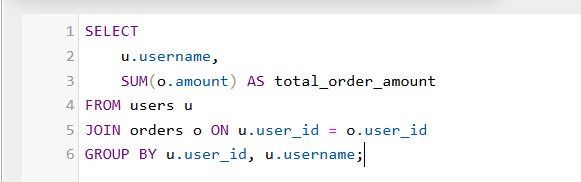 1 SELECT
2 u.username,
3 SUM(o.amount) AS total_order_amount
4 FROM users u
5 JOIN orders o ON u.user_id = o.user_id
6 GROUP BY u.user_id, u.username;